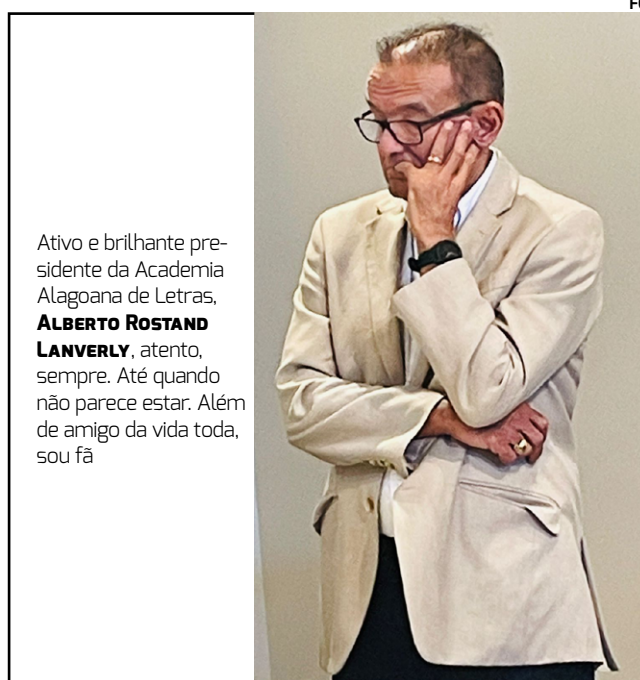 Ativo e brilhante pre-
sidente da Academia
Alagoana de Letras,
ALBERTO ROSTAND
LANVERLY, atento,
sempre. Até quando
não parece estar. Além
de amigo da vida toda,
sou fã